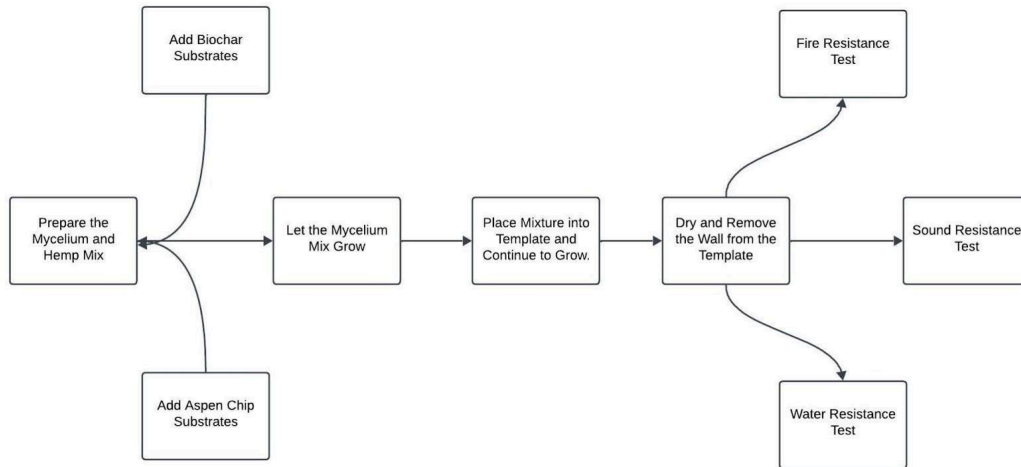 Add Biochar
Substrates
Fire Resistance
Test
Prepare the
Mycelium and
Hemp Mix
Let the Mycelium
Mix Grow
Place Mixture into
Template and
Continue to Grow.
Dry and Remove
the Wall from the
Template
Sound Resistance
Test
Add Aspen Chip
Substrates
Water Resistance
Test